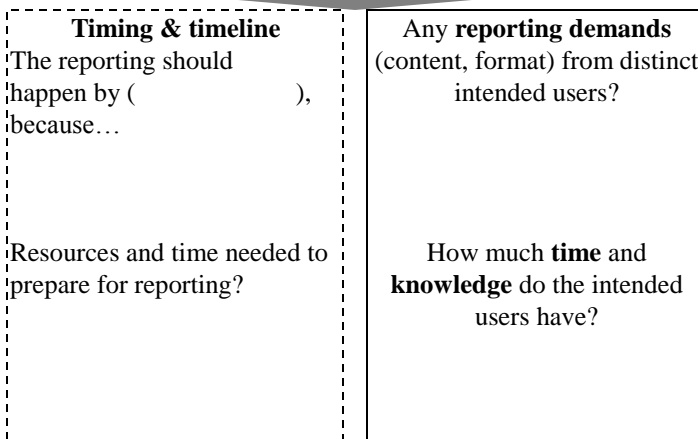 Timing & timeline
The reporting should
happen by (                    ),
because…
Resources and time needed to
prepare for reporting?
Any reporting demands
(content, format) from distinct
intended users?
How much time and
knowledge do the intended
users have?